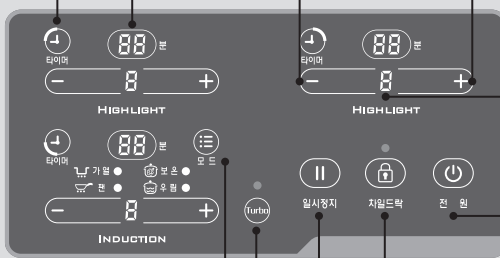 88 분 88 분
타이머 타이머
− 8 + − 8 +
HIGHLIGHT HIGHLIGHT
88 분
타이머 모드
가열 보온
팬 우림
− 8 + Turbo 일시정지 차일드락 전 원
INDUCTION